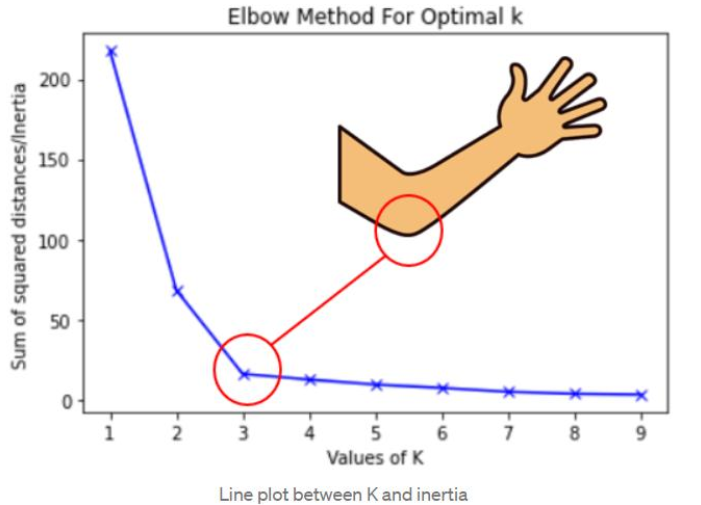 Elbow Method For Optimal k
Sum of squared distances/Inertia
200
150
100
50
0
1 2 3 4 5 6 7 8 9
Values of K
Line plot between K and inertia